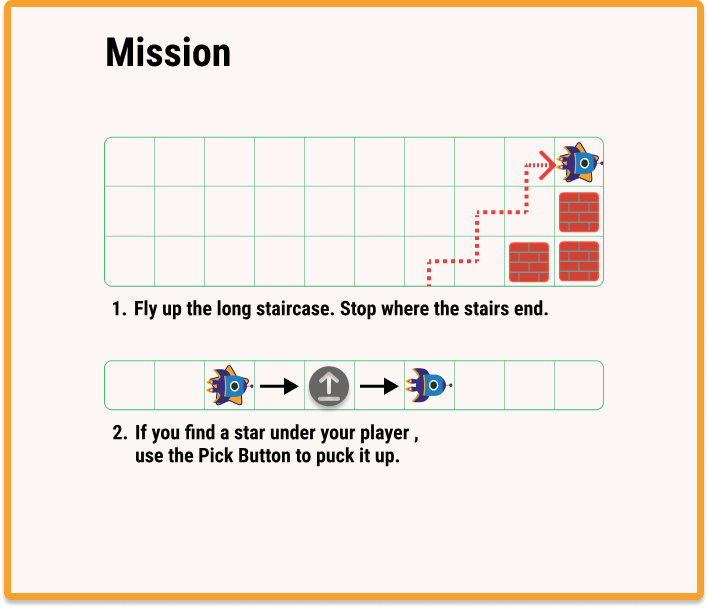 Mission
1. Fly up the long staircase. Stop where the stairs end.
2. If you find a star under your player ,
use the Pick Button to puck it up.